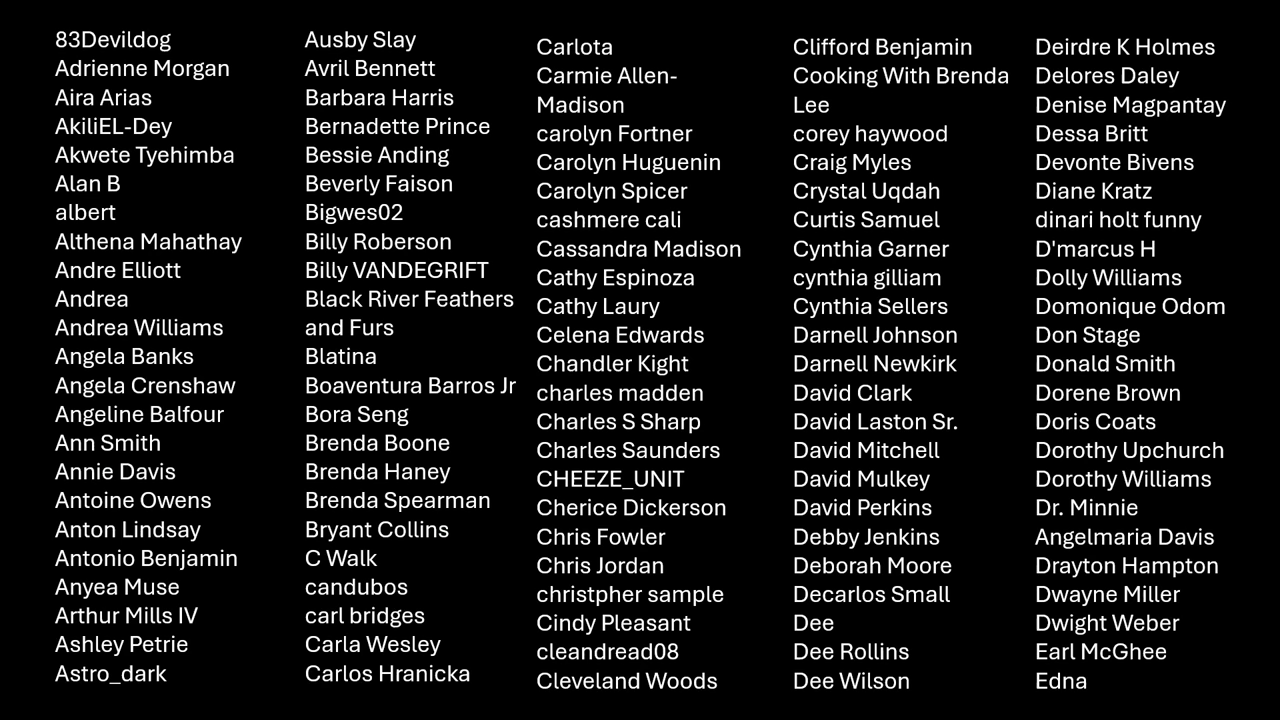 83Devildog
Adrienne Morgan
Aira Arias
AkiliEL-Dey
Akwete Tyehimba
Alan B
albert
Althena Mahathay
Andre Elliott
Andrea
Andrea Williams
Angela Banks
Angela Crenshaw
Angeline Balfour
Ann Smith
Annie Davis
Antoine Owens
Anton Lindsay
Antonio Benjamin
Anyea Muse
Arthur Mills IV
Ashley Petrie
Astro_dark
Ausby Slay
Avril Bennett
Barbara Harris
Bernadette Prince
Bessie Anding
Beverly Faison
Bigwes02
Billy Roberson
Billy VANDEGRIFT
Black River Feathers
and Furs
Blatina
Boaventura Barros Jr
Bora Seng
Brenda Boone
Brenda Haney
Brenda Spearman
Bryant Collins
C Walk
candubos
carl bridges
Carla Wesley
Carlos Hranicka
Carlota
Carmie Allen-
Madison
carolyn Fortner
Carolyn Huguenin
Carolyn Spicer
cashmere cali
Cassandra Madison
Cathy Espinoza
Cathy Laury
Celena Edwards
Chandler Kight
charles madden
Charles S Sharp
Charles Saunders
CHEEZE_UNIT
Cherice Dickerson
Chris Fowler
Chris Jordan
christpher sample
Cindy Pleasant
cleandread08
Cleveland Woods
Clifford Benjamin
Cooking With Brenda
Lee
corey haywood
Craig Myles
Crystal Uqdah
Curtis Samuel
Cynthia Garner
cynthia gilliam
Cynthia Sellers
Darnell Johnson
Darnell Newkirk
David Clark
David Laston Sr.
David Mitchell
David Mulkey
David Perkins
Debby Jenkins
Deborah Moore
Decarlos Small
Dee
Dee Rollins
Dee Wilson
Deirdre K Holmes
Delores Daley
Denise Magpantay
Dessa Britt
Devonte Bivens
Diane Kratz
dinari holt funny
D'marcus H
Dolly Williams
Domonique Odom
Don Stage
Donald Smith
Dorene Brown
Doris Coats
Dorothy Upchurch
Dorothy Williams
Dr. Minnie
Angelmaria Davis
Drayton Hampton
Dwayne Miller
Dwight Weber
Earl McGhee
Edna